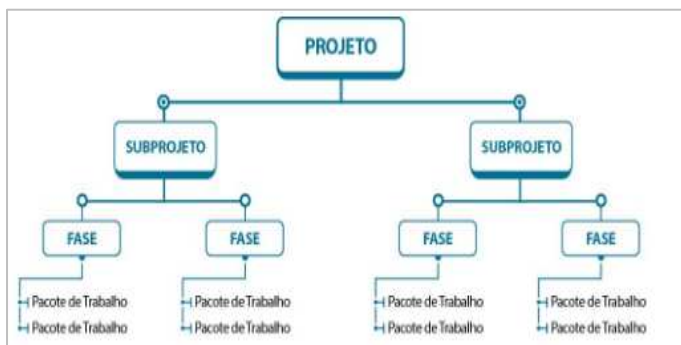 PROJETO
SUBPROJETO SUBPROJETO
FASE FASE FASE FASE
Pacote de Trabalho Pacote de Trabalho Pacote de Trabalho Pacote de Trabalho
Pacote de Trabalho Pacote de Trabalho Pacote de Trabalho Pacote de Trabalho